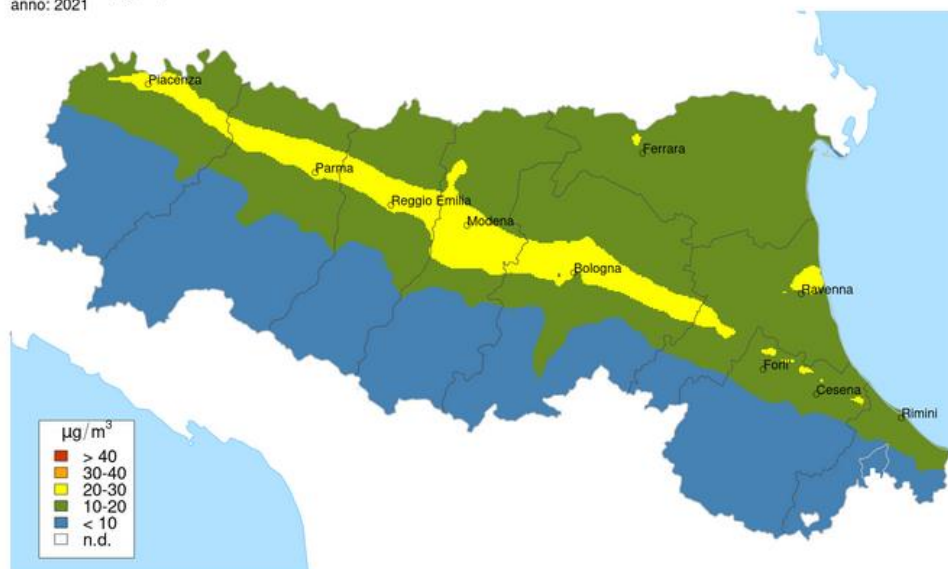 anno: 2021
Piacenza
Parma
Reggio Emilia
Modena
Ferrara
Bologna
Ravenna
Forlì
Cesena
Rimini
µg/m³
> 40
30-40
20-30
10-20
< 10
n.d.